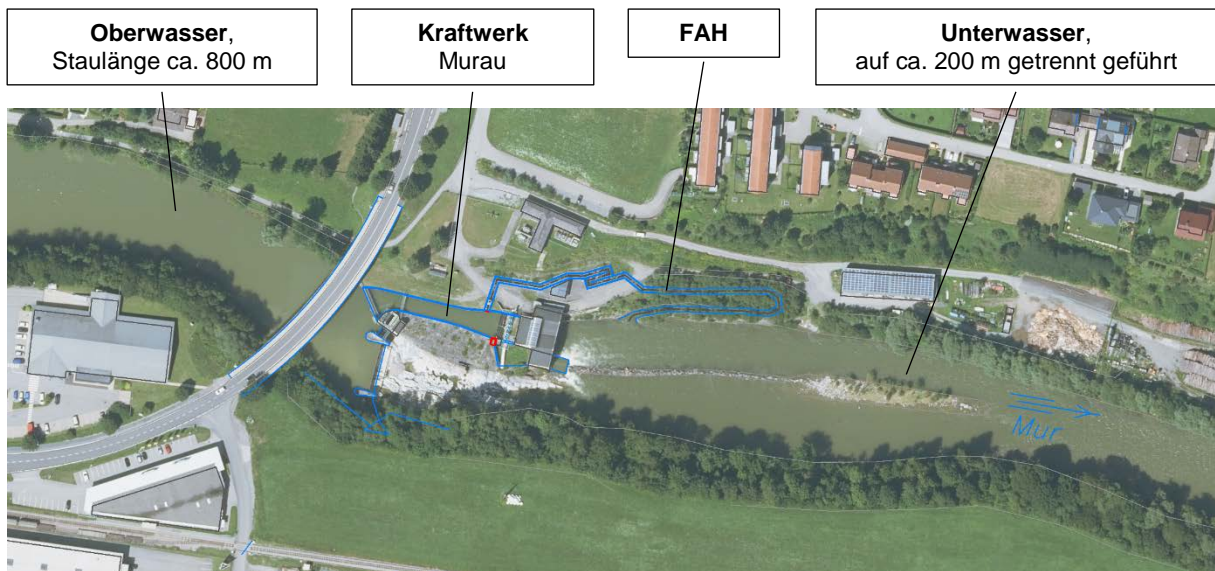 Oberwasser,
Staulänge ca. 800 m
Kraftwerk
Murau
FAH
Unterwasser,
auf ca. 200 m getrennt geführt
Mur